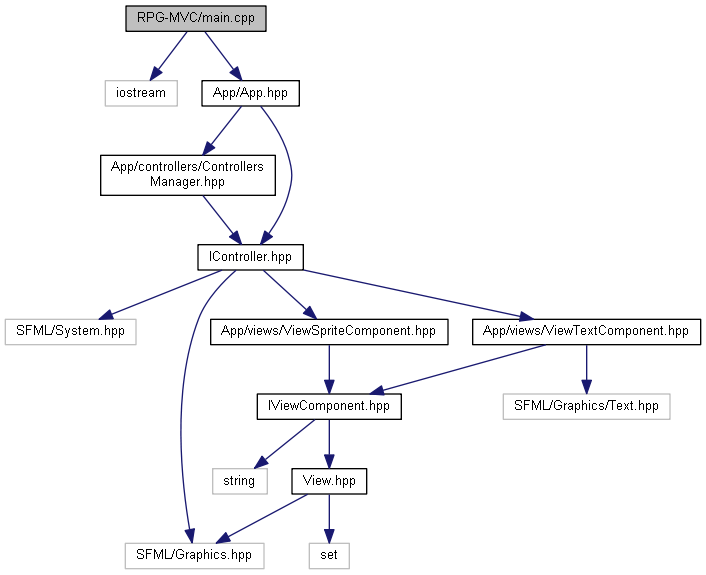 RPG-MVC/main.cpp
iostream
App/App.hpp
App/controllers/Controllers
Manager.hpp
IController.hpp
SFML/System.hpp
App/views/ViewSpriteComponent.hpp
App/views/ViewTextComponent.hpp
IViewComponent.hpp
SFML/Graphics/Text.hpp
string
View.hpp
SFML/Graphics.hpp
set